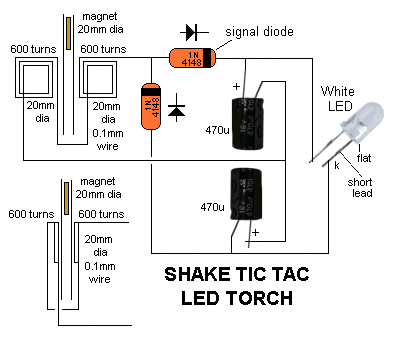 magnet
20mm dia
signal diode
600 turns
600 turns
1N
4148
20mm
dia
20mm
dia
0.1mm
wire
1N
4148
+
470u
White
LED
flat
k
short
lead
magnet
20mm dia
600 turns
600 turns
20mm
dia
0.1mm
wire
470u
+
SHAKE TIC TAC
LED TORCH